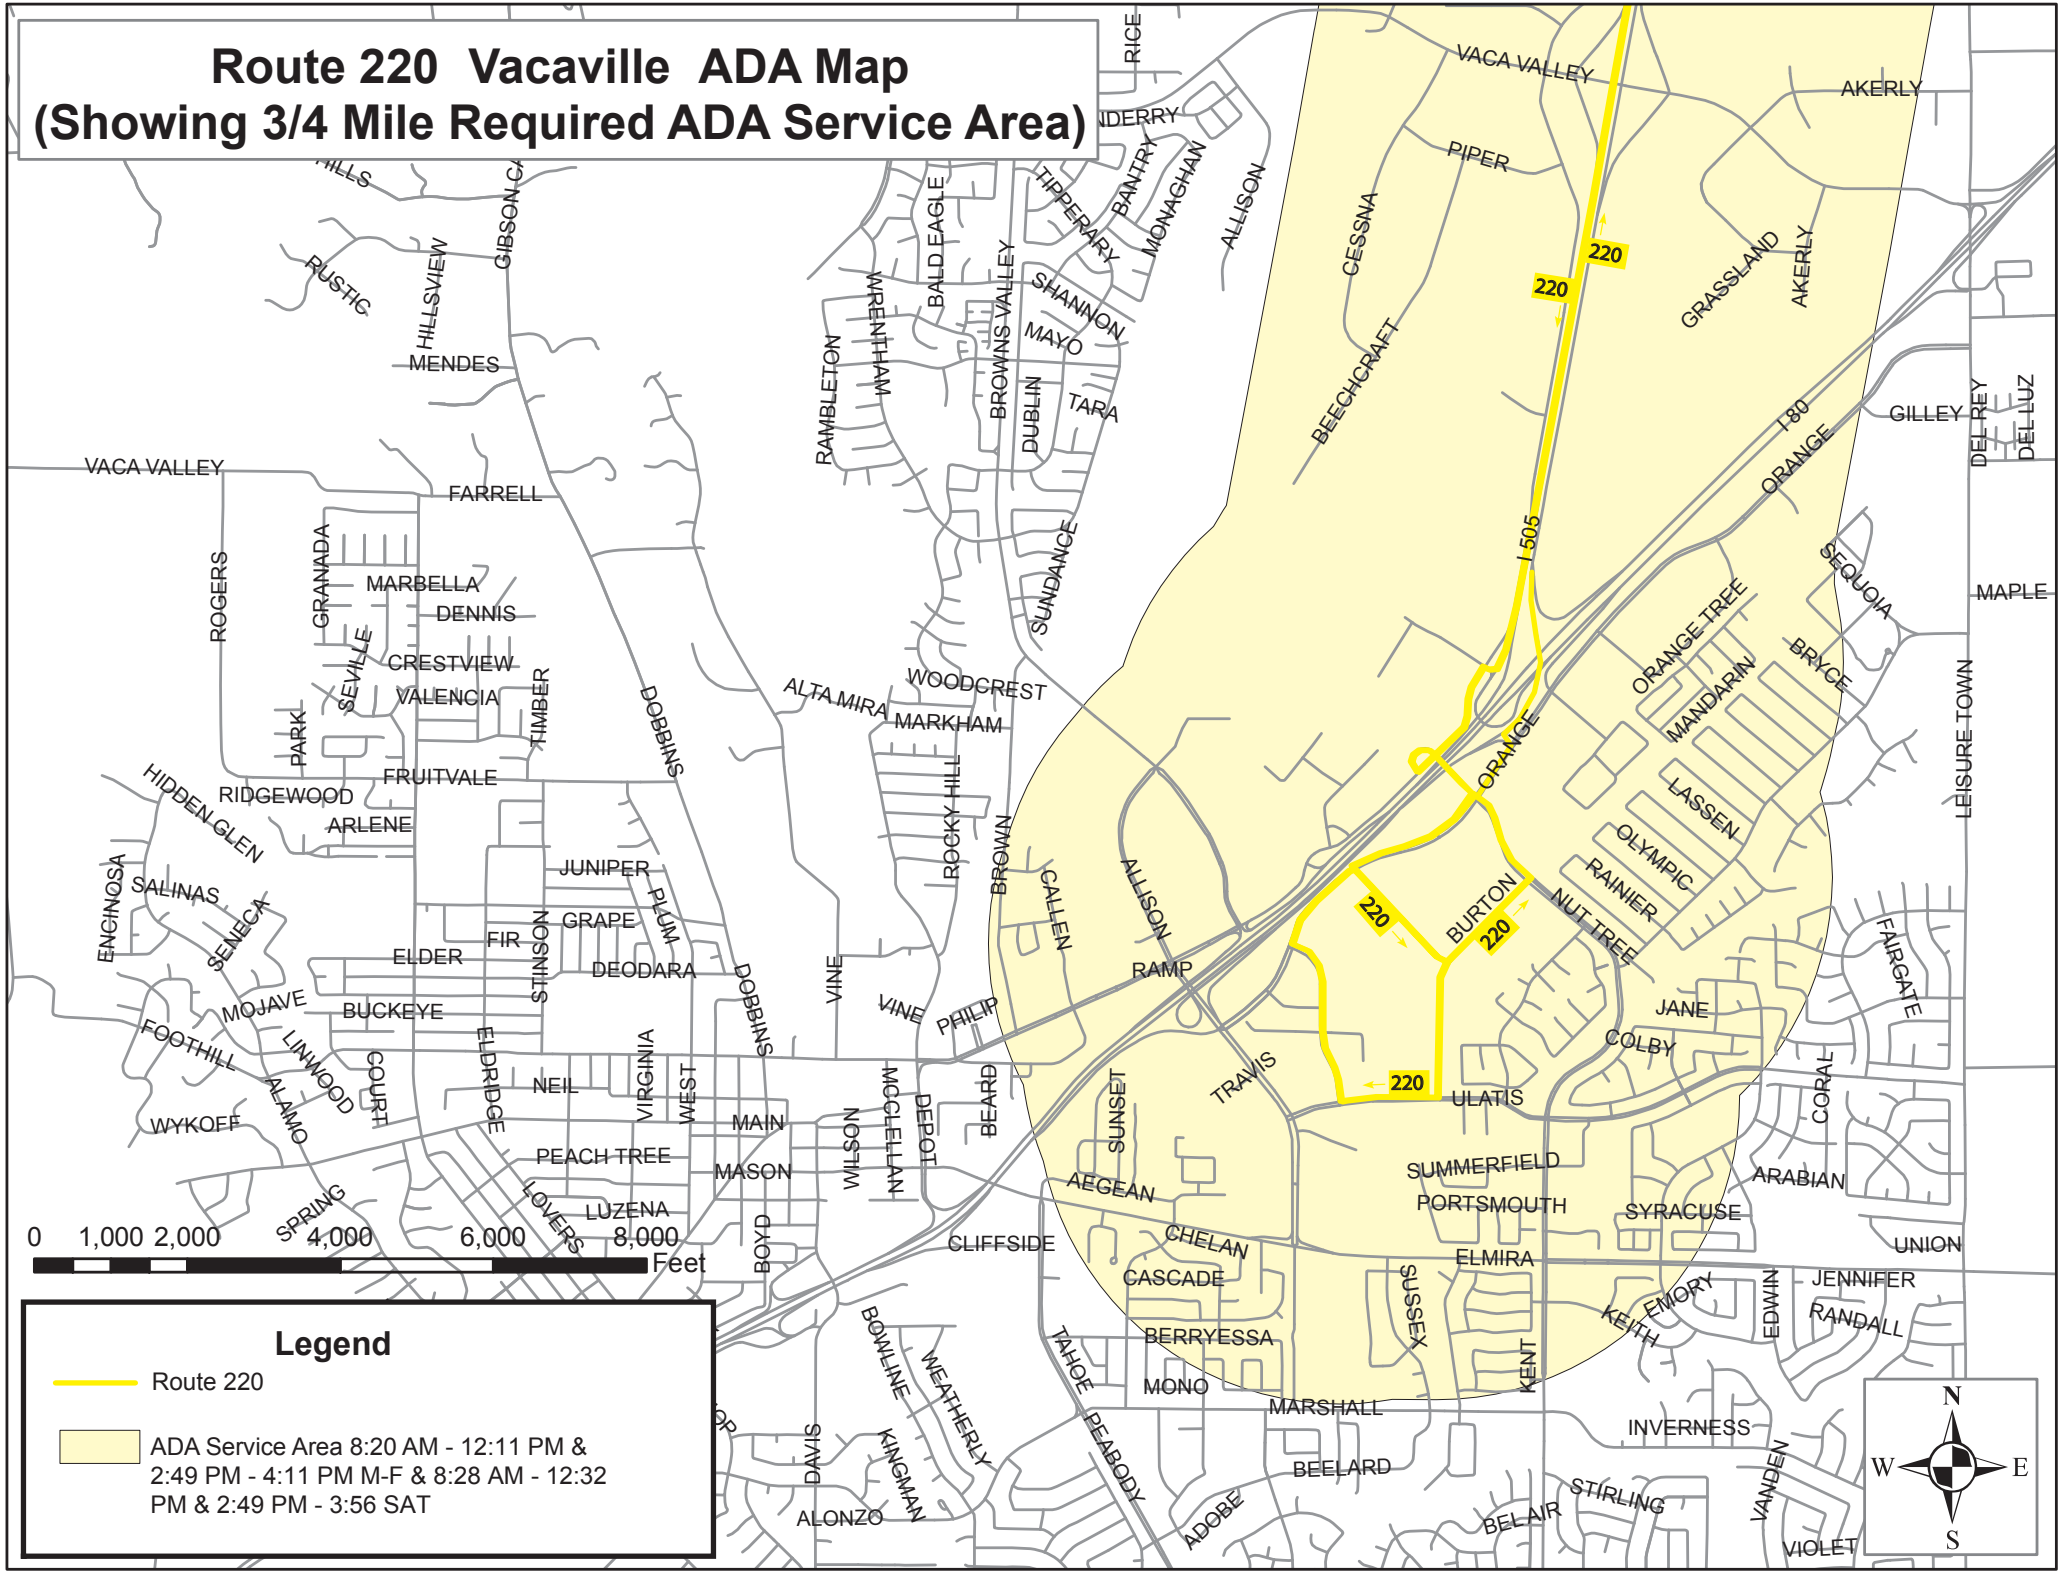 Route 220 Vacaville ADA Map
(Showing 3/4 Mile Required ADA Service Area)
RICE
VACA VALLEY
AKERLY
NDERRY
BANTRY
MONAGHAN
ALLISON
TIPPERARY
PIPER
HILLS
GIBSON CA
BALD EAGLE
CESSNA
RUSTIC
HILLSVIEW
BROWNS VALLEY
SHANNON
220
220
GRASSLAND
AKERLY
WRENTHAM
MAYO
RAMBLETON
MENDES
BEECHCRAFT
DUBLIN
TARA
I 80
GILLEY
DEL REY
DEL LUZ
ORANGE
VACA VALLEY
FARRELL
I 505
GRANADA
ROGERS
SUNDANCE
SEQUOIA
MARBELLA
DENNIS
MAPLE
ORANGE TREE
SEVILLE
CRESTVIEW
VALENCIA
TIMBER
DOBBINS
ALTA MIRA
WOODCREST
MARKHAM
BRYCE
MANDARIN
LEISURE TOWN
PARK
ORANGE
HIDDEN GLEN
FRUITVALE
RIDGEWOOD
ARLENE
ROCKY HILL
LASSEN
BROWN
OLYMPIC
ENCINOSA
SALINAS
JUNIPER
CALLEN
ALLISON
RAINIER
BURTON
220
220
NUT TREE
SENECA
GRAPE
PLUM
FIR
STINSON
ELDER
DEODARA
RAMP
FAIRGATE
DOBBINS
VINE
VINE
PHILIP
MOJAVE
BUCKEYE
JANE
FOOTHILL
LINWOOD
COURT
ELDRIDGE
VIRGINIA
COLBY
ALAMO
NEIL
WEST
MCCLELLAN
DEPOT
BEARD
SUNSET
TRAVIS
220
ULATIS
CORAL
WYKOFF
MAIN
WILSON
PEACH TREE
MASON
AEGEAN
SUMMERFIELD
ARABIAN
SPRING
LOVERS
LUZENA
BOYD
PORTSMOUTH
SYRACUSE
CLIFFSIDE
CHELAN
ELMIRA
UNION
0 1,000 2,000 4,000 6,000 8,000
Feet
CASCADE
SUSSEX
EMORY
EDWIN
JENNIFER
KEITH
RANDALL
BOWLINE
WEATHERLY
TAHOE
BERRYESSA
KENT
MONO
MARSHALL
INVERNESS
Legend
Route 220
ADA Service Area 8:20 AM - 12:11 PM &
2:49 PM - 4:11 PM M-F & 8:28 AM - 12:32
PM & 2:49 PM - 3:56 SAT
OP
DAVIS
KINGMAN
PEABODY
BEELARD
STIRLING
VANDEN
ALONZO
ADOBE
BEL AIR
VIOLET
N
W
E
S